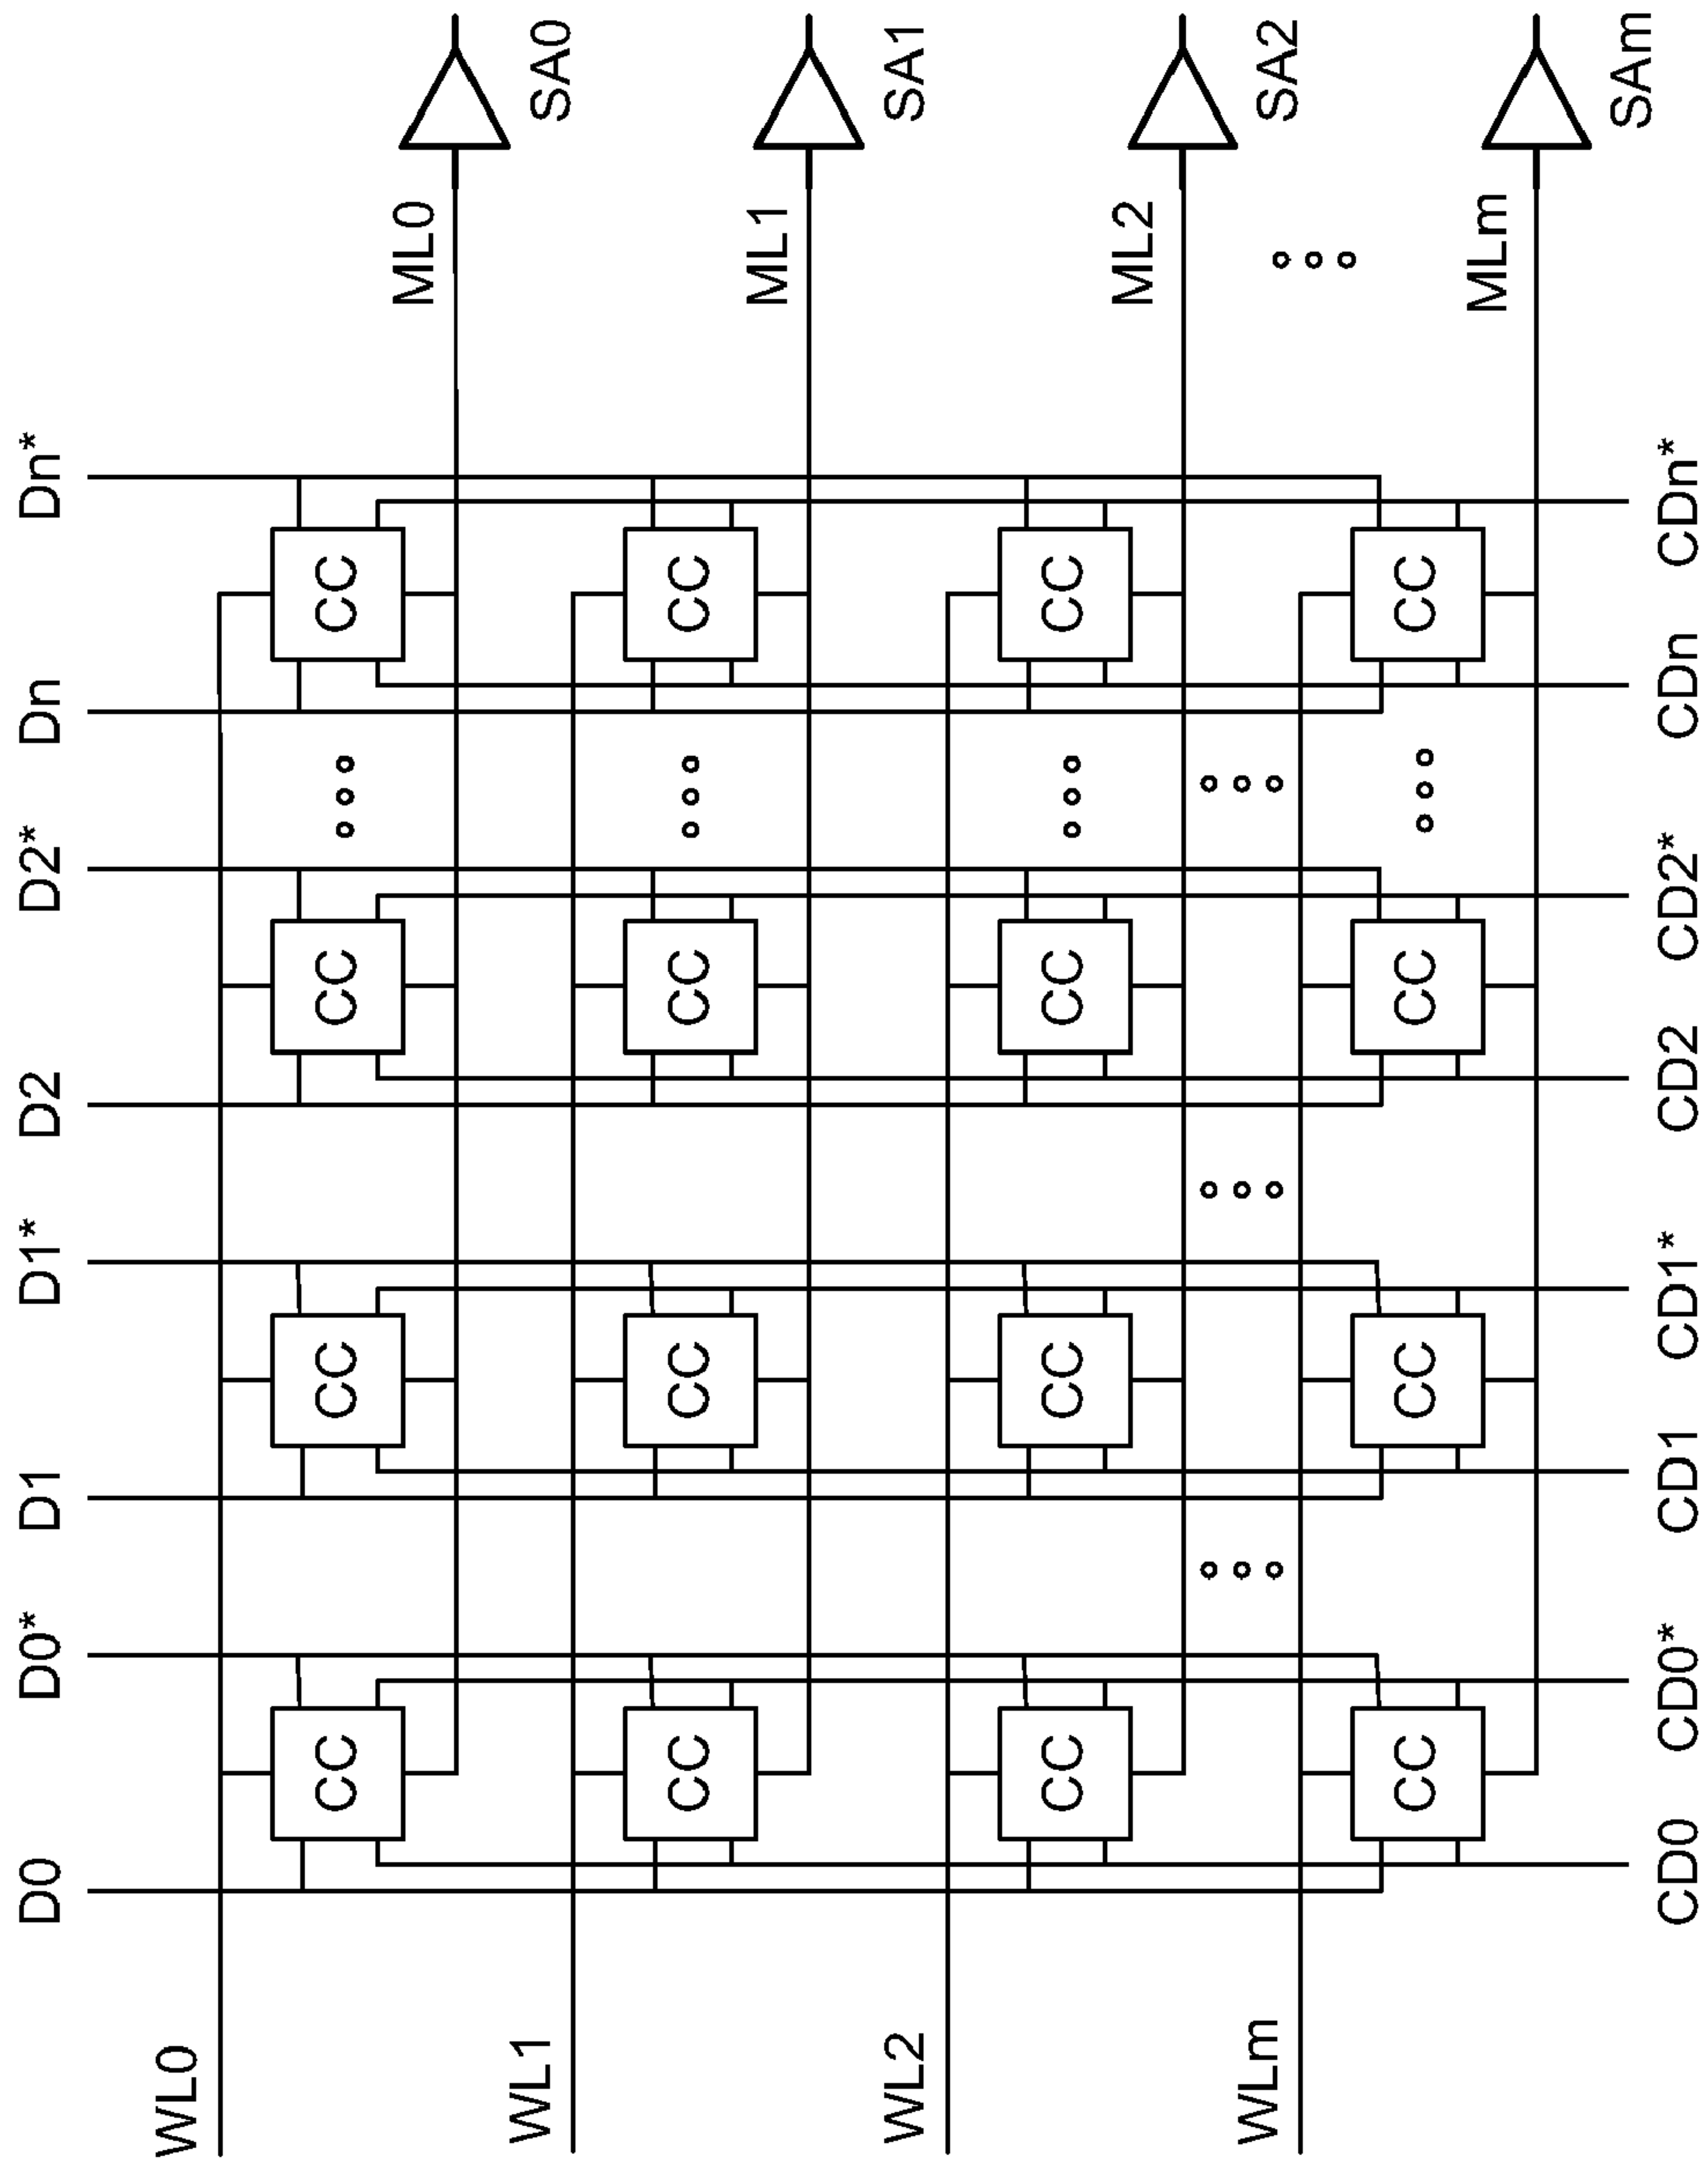 D0 D0* D1 D1* D2 D2* Dn Dn*
WL0
CC CC CC CC
ML0
WL1 SA0
CC CC CC CC
ML1
WL2 SA1
CC CC CC CC
ML2
WLm SA2
CC CC CC CC
MLm
SAm
CD0 CD0* CD1 CD1* CD2 CD2* CDn CDn*